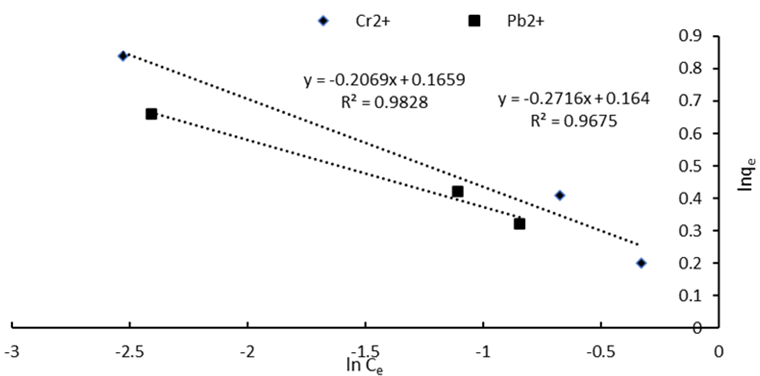 Cr2+ Pb2+
y = -0.2069x + 0.1659
R² = 0.9828
y = -0.2716x + 0.164
R² = 0.9675
0.9
0.8
0.7
0.6
0.5
0.4
0.3
0.2
0.1
0
lnqe
-3 -2.5 -2 -1.5 -1 -0.5 0
ln Ce